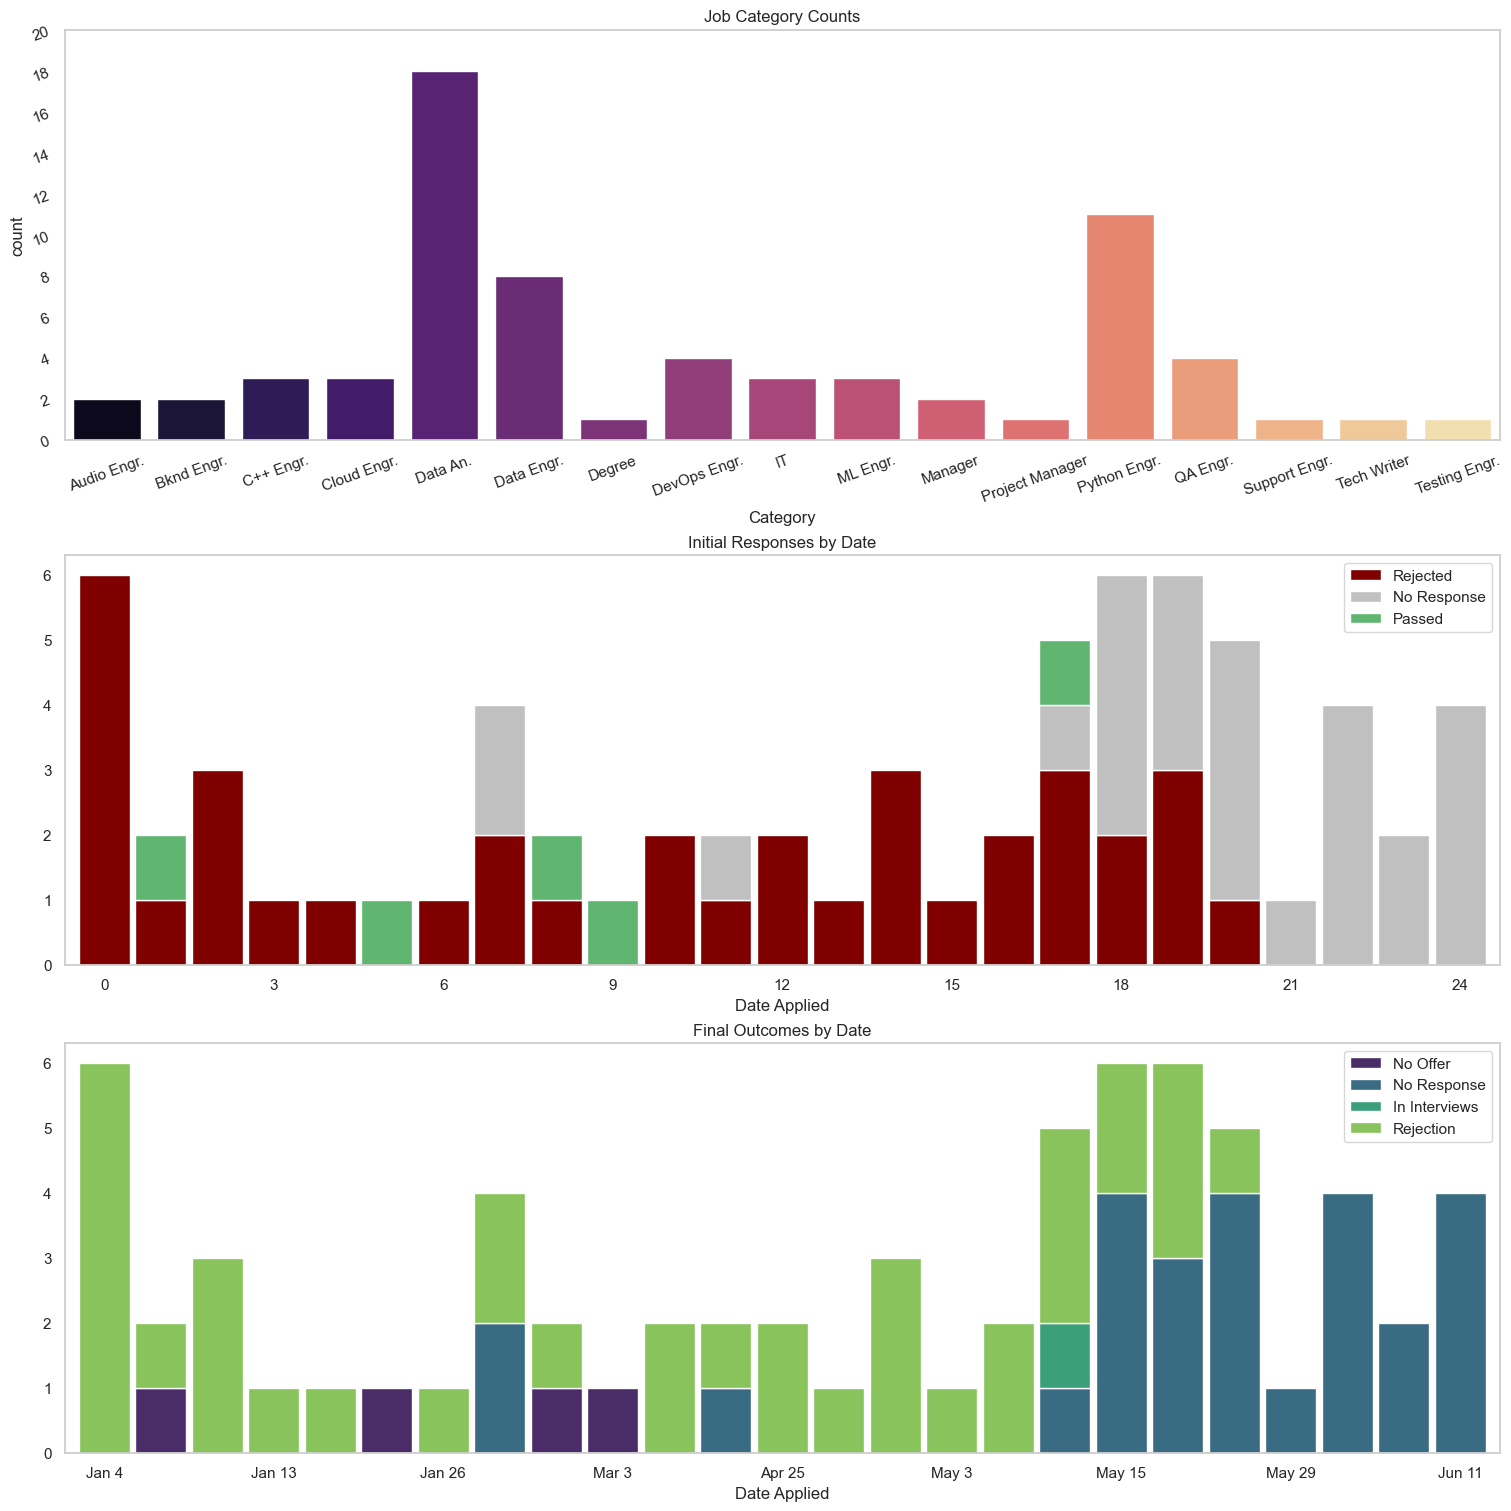 Job Category Counts
20
18
16
14
12
10
8
6
4
2
0
count
Audio Engr. Bknd Engr. C++ Engr. Cloud Engr. Data An. Data Engr. Degree DevOps Engr. IT ML Engr. Manager Project Manager Python Engr. QA Engr. Support Engr. Tech Writer Testing Engr.
Category
Initial Responses by Date
Rejected
No Response
Passed
6
5
4
3
2
1
0
0 3 6 9 12 15 18 21 24
Date Applied
Final Outcomes by Date
No Offer
No Response
In Interviews
Rejection
6
5
4
3
2
1
0
Jan 4 Jan 13 Jan 26 Mar 3 Apr 25 May 3 May 15 May 29 Jun 11
Date Applied